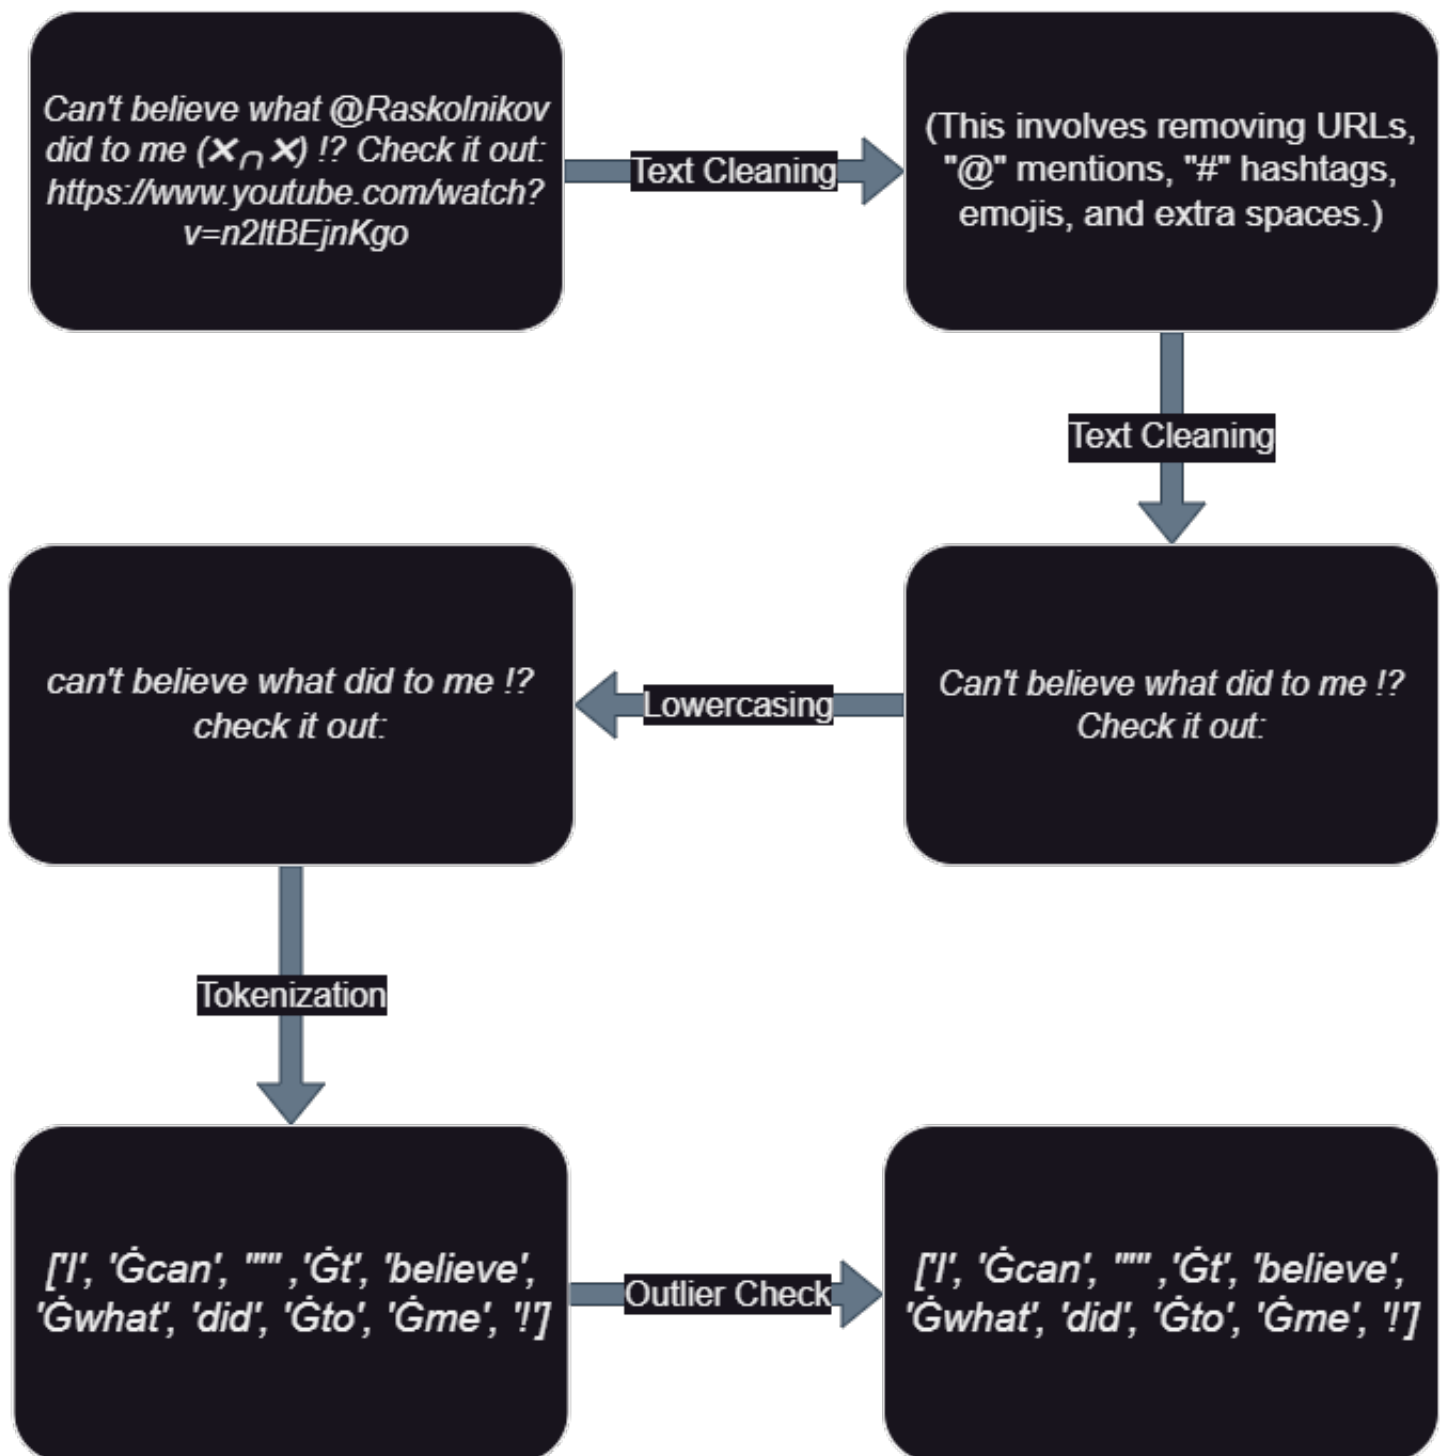 Can't believe what @Raskolnikov
did to me (❌╭╮❌) !? Check it out:
https://www.youtube.com/watch?
v=n2ItBEjnKgo
Text Cleaning
(This involves removing URLs,
"@" mentions, "#" hashtags,
emojis, and extra spaces.)
Text Cleaning
Can't believe what did to me !?
Check it out:
Lowercasing
can't believe what did to me !?
check it out:
Tokenization
['I', 'Ġcan', '"'" ,'Ġt', 'believe',
'Ġwhat', 'did', 'Ġto', 'Ġme', '!']
Outlier Check
['I', 'Ġcan', '"'" ,'Ġt', 'believe',
'Ġwhat', 'did', 'Ġto', 'Ġme', '!']